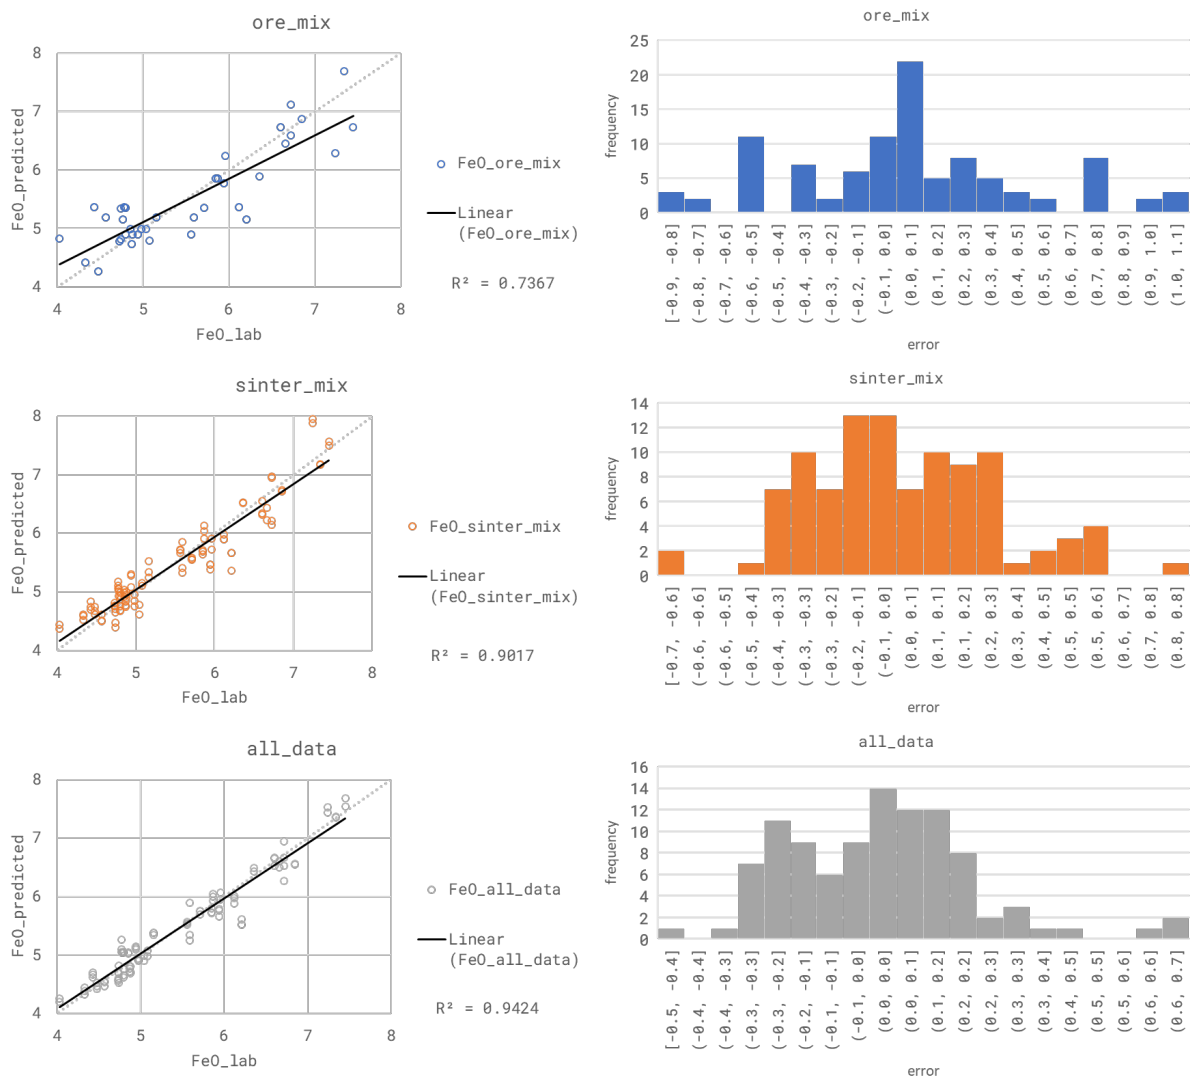 ore_mix
8
7
6
5
4
4 5 6 7 8
FeO_predicted
FeO_lab
FeO_ore_mix
Linear
(FeO_ore_mix)
R² = 0.7367
ore_mix
25
20
15
10
5
0
frequency
[-0.9, -0.8]
(-0.8, -0.7]
(-0.7, -0.6]
(-0.6, -0.5]
(-0.5, -0.4]
(-0.4, -0.3]
(-0.3, -0.2]
(-0.2, -0.1]
(-0.1, 0.0]
(0.0, 0.1]
(0.1, 0.2]
(0.2, 0.3]
(0.3, 0.4]
(0.4, 0.5]
(0.5, 0.6]
(0.6, 0.7]
(0.7, 0.8]
(0.8, 0.9]
(0.9, 1.0]
(1.0, 1.1]
error
sinter_mix
8
7
6
5
4
4 5 6 7 8
FeO_predicted
FeO_lab
FeO_sinter_mix
Linear
(FeO_sinter_mix)
R² = 0.9017
sinter_mix
14
12
10
8
6
4
2
0
frequency
[-0.7, -0.6]
(-0.6, -0.6]
(-0.6, -0.5]
(-0.5, -0.4]
(-0.4, -0.3]
(-0.3, -0.3]
(-0.3, -0.2]
(-0.2, -0.1]
(-0.1, 0.0]
(0.0, 0.1]
(0.1, 0.1]
(0.1, 0.2]
(0.2, 0.3]
(0.3, 0.4]
(0.4, 0.5]
(0.5, 0.5]
(0.5, 0.6]
(0.6, 0.7]
(0.7, 0.8]
(0.8, 0.8]
error
all_data
8
7
6
5
4
4 5 6 7 8
FeO_predicted
FeO_lab
FeO_all_data
Linear
(FeO_all_data)
R² = 0.9424
all_data
16
14
12
10
8
6
4
2
0
frequency
[-0.5, -0.4]
(-0.4, -0.4]
(-0.4, -0.3]
(-0.3, -0.3]
(-0.3, -0.2]
(-0.2, -0.1]
(-0.1, -0.1]
(-0.1, 0.0]
(0.0, 0.0]
(0.0, 0.1]
(0.1, 0.2]
(0.2, 0.2]
(0.2, 0.3]
(0.3, 0.3]
(0.3, 0.4]
(0.4, 0.5]
(0.5, 0.5]
(0.5, 0.6]
(0.6, 0.6]
(0.6, 0.7]
error